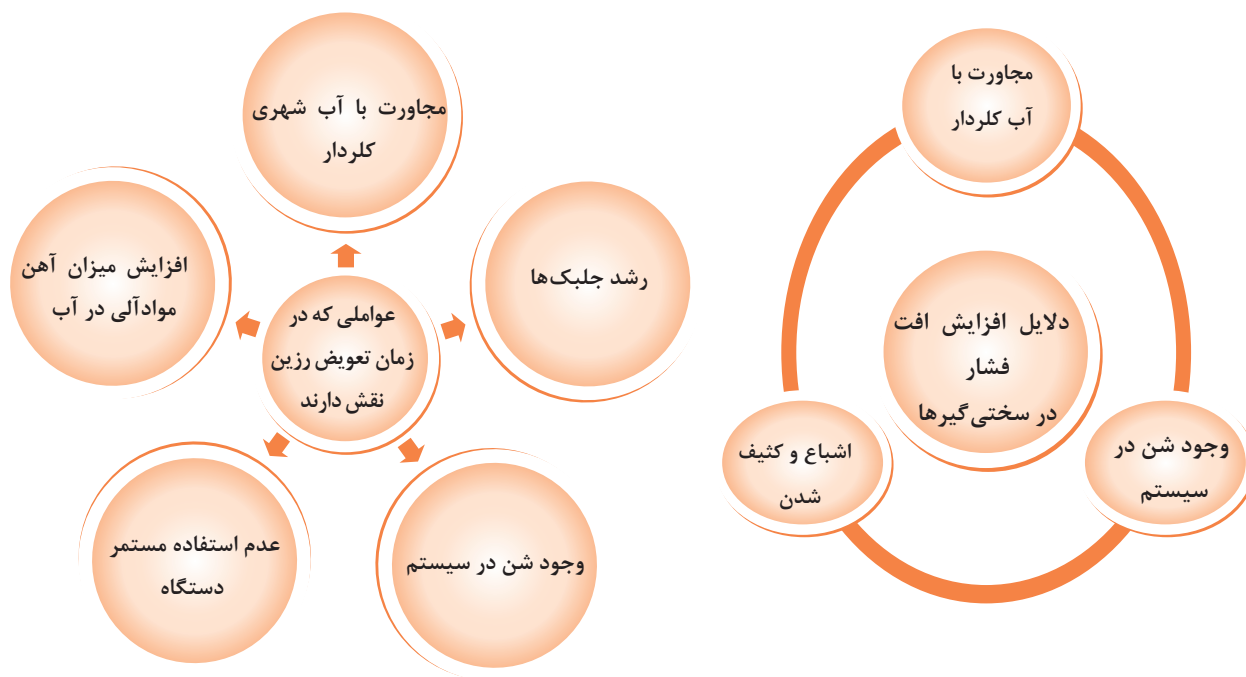 مجاورت با
آب کلردار
دلایل افزایش افت
فشار
در سختی‌گیرها
وجود شن در
سیستم
اشباع و کثیف
شدن
مجاورت با آب شهری
کلردار
رشد جلبک‌ها
افزایش میزان آهن
موادآلی در آب
عواملی که در
زمان تعویض رزین
نقش دارند
وجود شن در سیستم
عدم استفاده مستمر
دستگاه